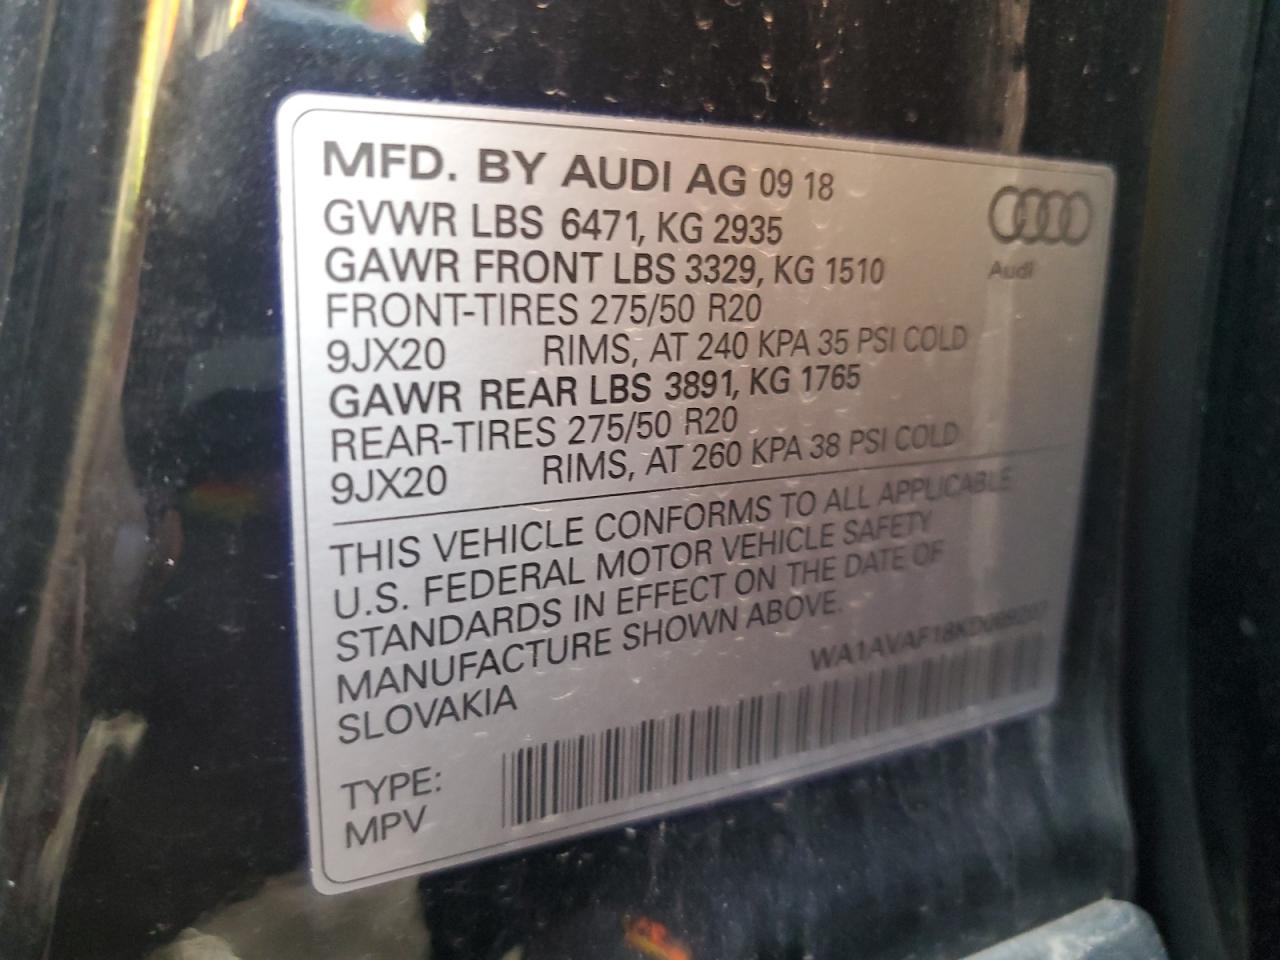 MFD. BY AUDI AG 09 18
GVWR LBS 6471, KG 2935
GAWR FRONT LBS 3329, KG 1510
FRONT-TIRES 275/50 R20
9JX20 RIMS, AT 240 KPA 35 PSI COLD
GAWR REAR LBS 3891, KG 1765
REAR-TIRES 275/50 R20
9JX20 RIMS, AT 260 KPA 38 PSI COLD
THIS VEHICLE CONFORMS TO ALL APPLICABLE
U.S. FEDERAL MOTOR VEHICLE SAFETY
STANDARDS IN EFFECT ON THE DATE OF
MANUFACTURE SHOWN ABOVE.
SLOVAKIA
TYPE:
MPV
Audi